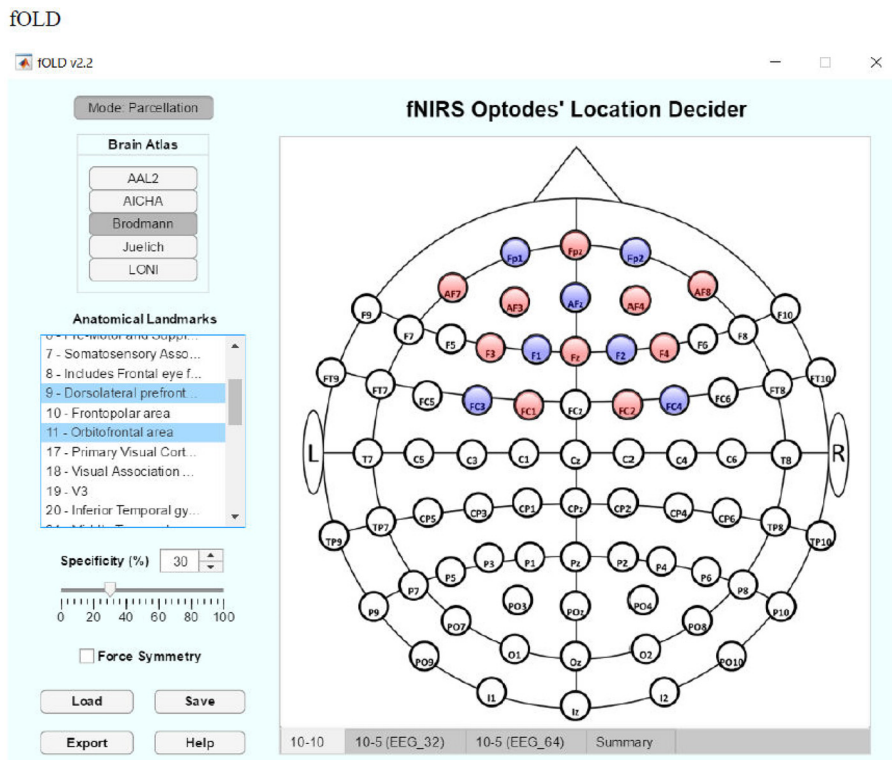 fOLD
fOLD v2.2
Mode: Parcellation
Brain Atlas
AAL2
AICHA
Brodmann
Juelich
LONI
Anatomical Landmarks
7 - Somatosensory Asso...
8 - Includes Frontal eye f...
9 - Dorsolateral prefront...
10 - Frontopolar area
11 - Orbitofrontal area
17 - Primary Visual Cort...
18 - Visual Association ...
19 - V3
20 - Inferior Temporal gy...
Specificity (%) 30
0 20 40 60 80 100
Force Symmetry
Load Save
Export Help
fNIRS Optodes' Location Decider
Fp1 Fpz Fp2
AF7 AF3 AFz AF4 AF8
F9 F7 F5 F3 F1 Fz F2 F4 F6 F8 F10
FT9 FT7 FC5 FC3 FC1 FCz FC2 FC4 FC6 FT8 FT10
L T7 C5 C3 C1 Cz C2 C4 C6 T8 R
TP9 TP7 CP5 CP3 CP1 CPz CP2 CP4 CP6 TP8 TP10
P9 P7 P5 P3 P1 Pz P2 P4 P6 P8 P10
PO9 PO7 PO3 POz PO4 PO8 PO10
O1 Oz O2
I1 Iz I2
10-10 10-5 (EEG_32) 10-5 (EEG_64) Summary